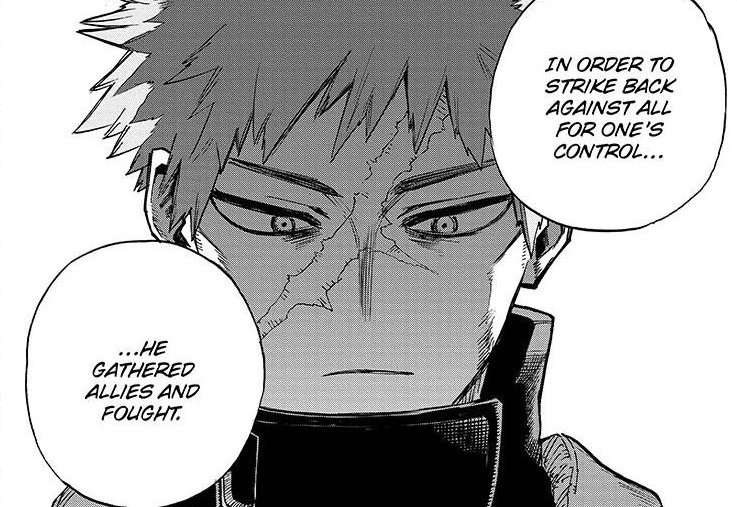 IN ORDER TO
STRIKE BACK
AGAINST ALL
FOR ONE'S
CONTROL...
...HE
GATHERED
ALLIES AND
FOUGHT.